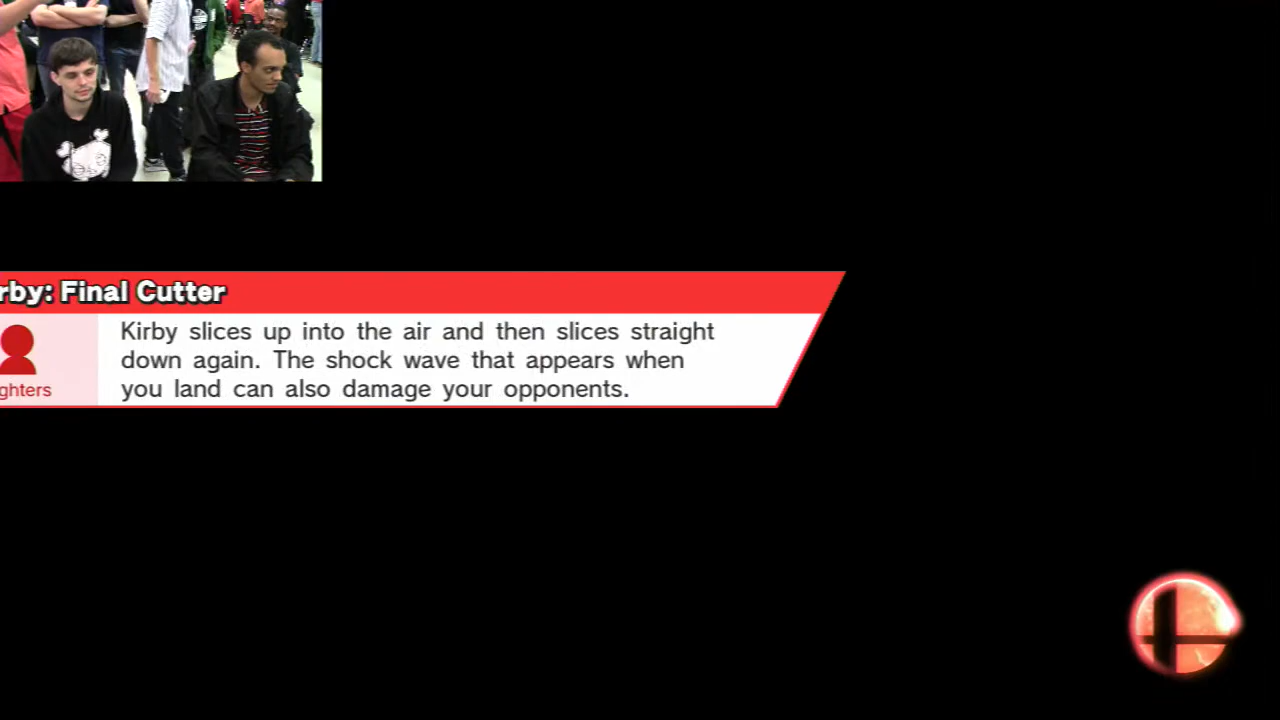 rby: Final Cutter
ghters
Kirby slices up into the air and then slices straight
down again. The shock wave that appears when
you land can also damage your opponents.